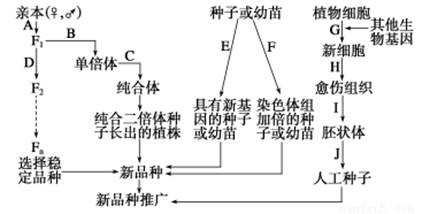 亲本(♀,♂) 种子或幼苗 植物细胞
A B E F G 其他生
物基因
F₁ 新细胞
D 单倍体 C H
F₂ 愈伤组织
纯合体 I
纯合二倍体种
子长出的植株
具有新基
因的种子
或幼苗
染色体组
加倍的种
子或幼苗
胚状体
Fₙ
选择稳
定品种
新品种
J
人工种子
新品种推广